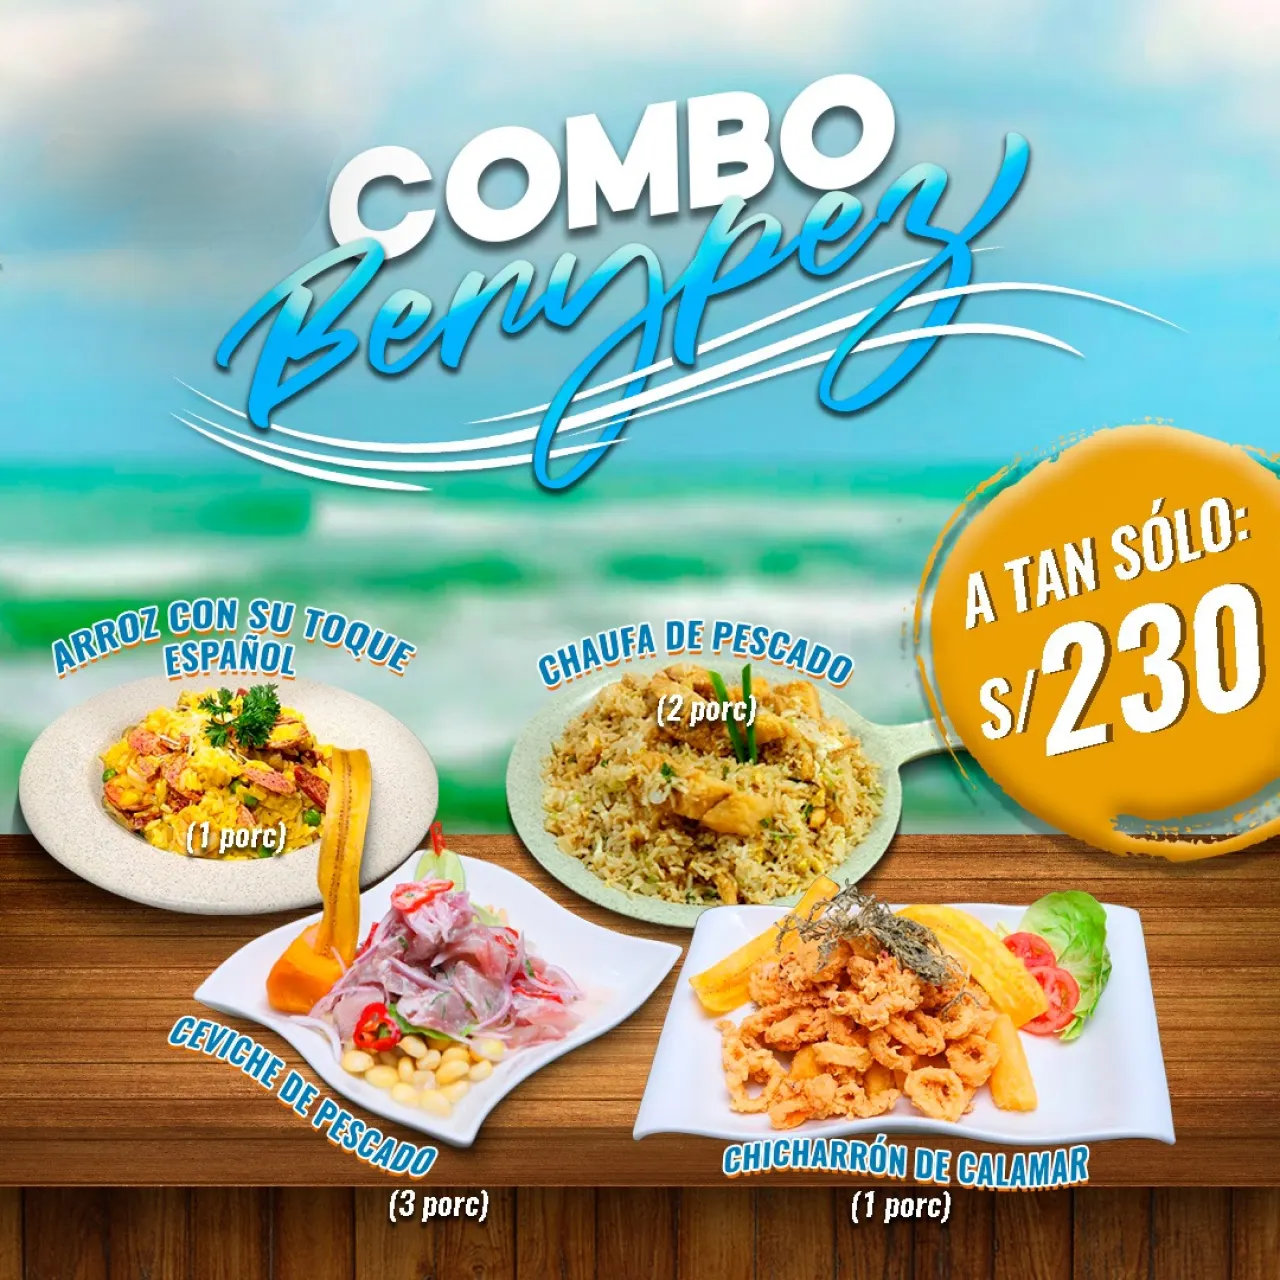 COMBO
Berypez
A TAN SÓLO:
S/230
ARROZ CON SU TOQUE
ESPAÑOL
(1 porc)
CHAUFA DE PESCADO
(2 porc)
CEVICHE DE PESCADO
(3 porc)
CHICHARRÓN DE CALAMAR
(1 porc)